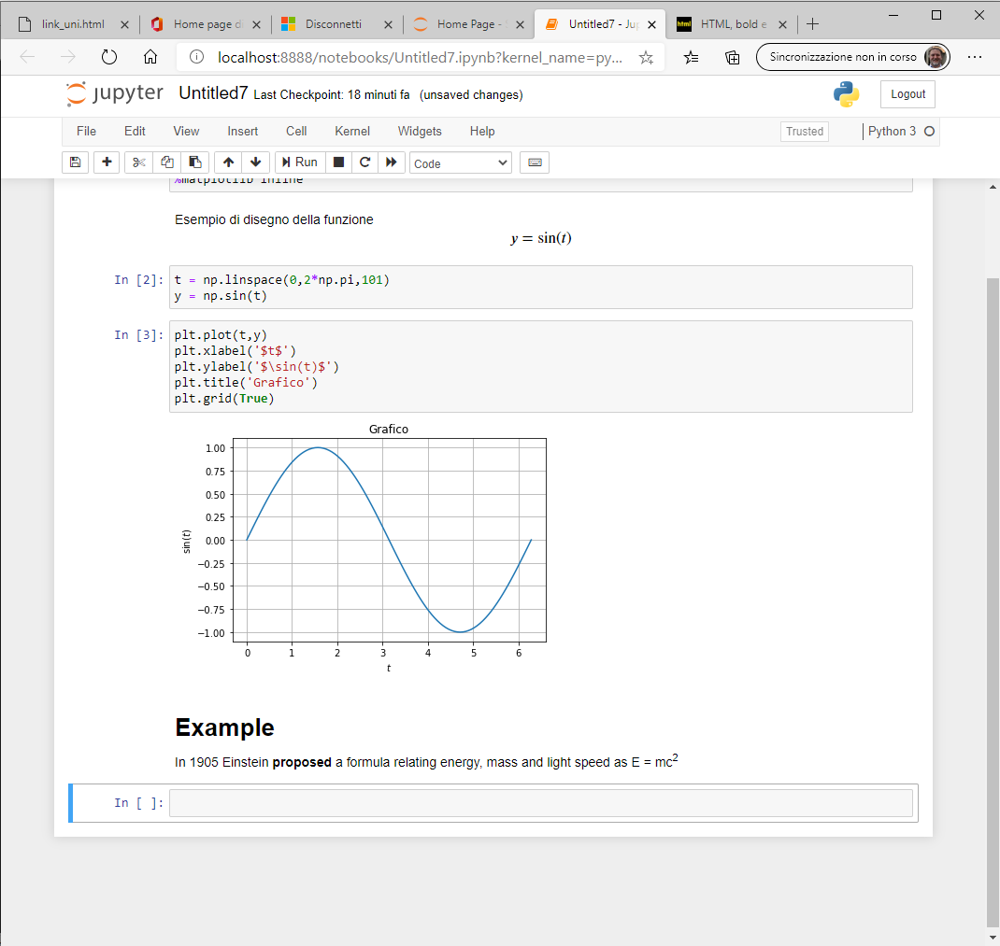 link_uni.html
Home page d
Disconnetti
Home Page -
Untitled7 - Ju
html HTML, bold e
localhost:8888/notebooks/Untitled7.ipynb?kernel_name=py...
Sincronizzazione non in corso
jupyter Untitled7 Last Checkpoint: 18 minuti fa (unsaved changes)
Logout
File Edit View Insert Cell Kernel Widgets Help
Trusted
Python 3
Run
Code
%matplotlib inline
Esempio di disegno della funzione
y = sin(t)
In [2]: t = np.linspace(0,2*np.pi,101)
y = np.sin(t)
In [3]: plt.plot(t,y)
plt.xlabel('$t$')
plt.ylabel('$\sin(t)$')
plt.title('Grafico')
plt.grid(True)
Grafico
1.00
0.75
0.50
0.25
0.00
−0.25
−0.50
−0.75
−1.00
sin(t)
0 1 2 3 4 5 6
t
Example
In 1905 Einstein proposed a formula relating energy, mass and light speed as E = mc²
In [ ]: